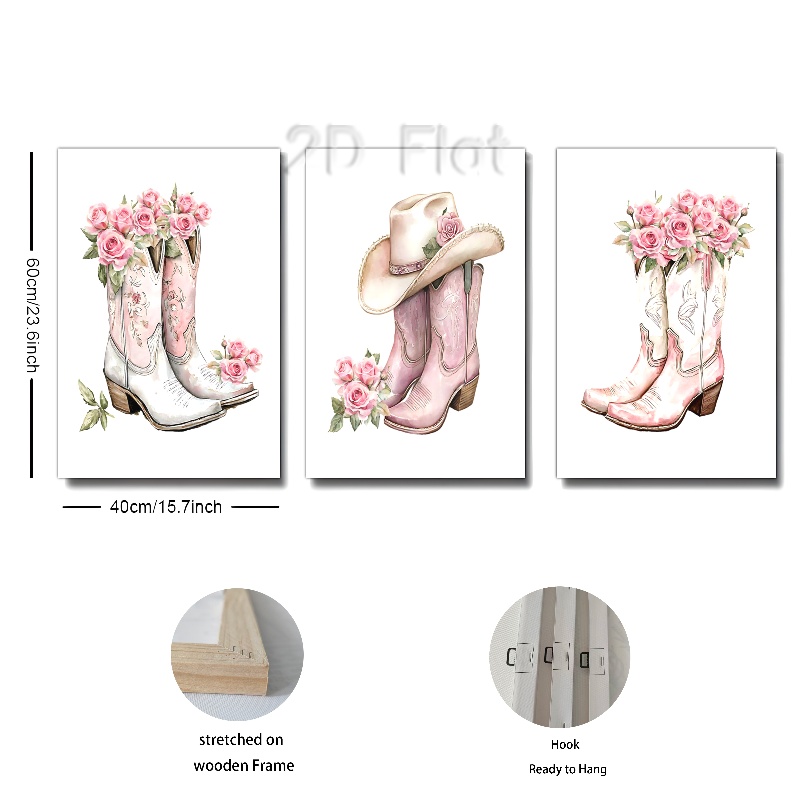 2D Flat
60cm/23.6inch
40cm/15.7inch
stretched on
wooden Frame
Hook
Ready to Hang